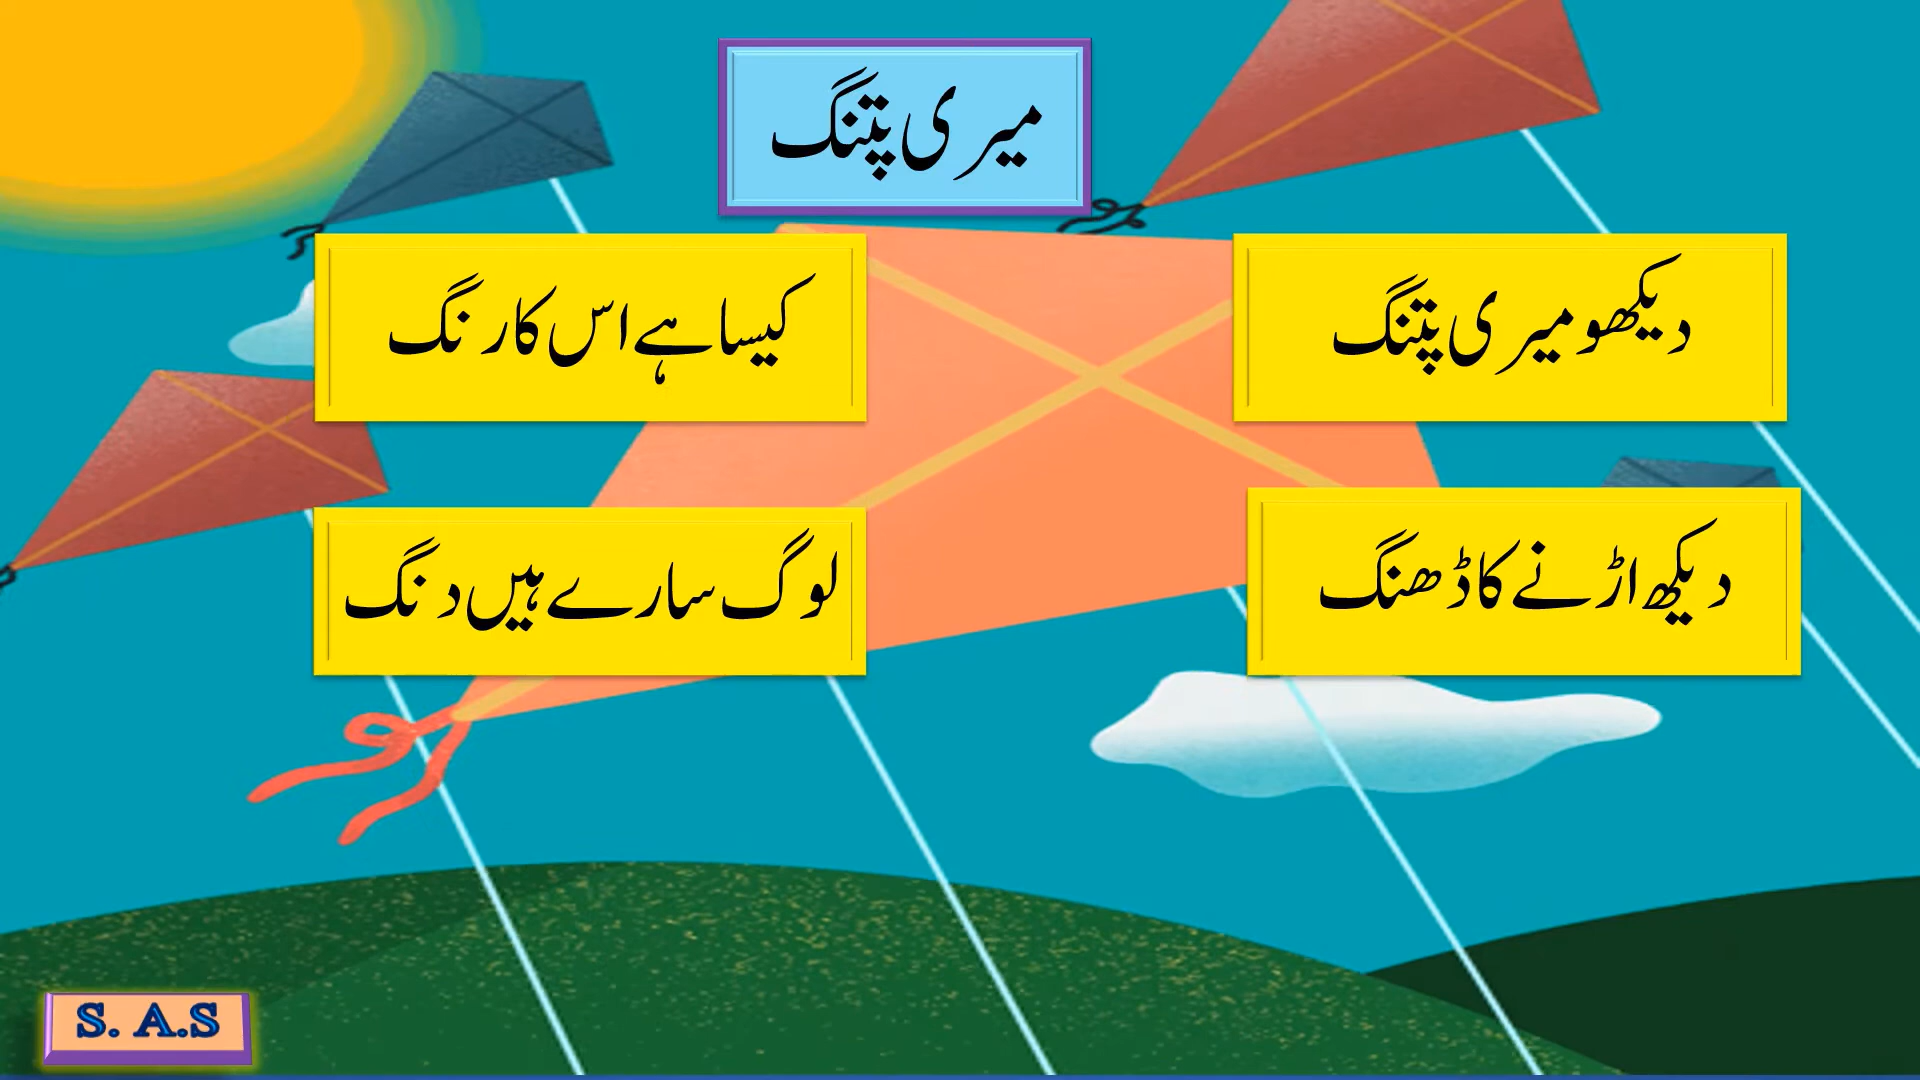 میری پتنگ
دیکھو میری پتنگ
کیسا ہے اس کا رنگ
دیکھ اڑنے کا ڈھنگ
لوگ سارے ہیں دنگ
S. A.S